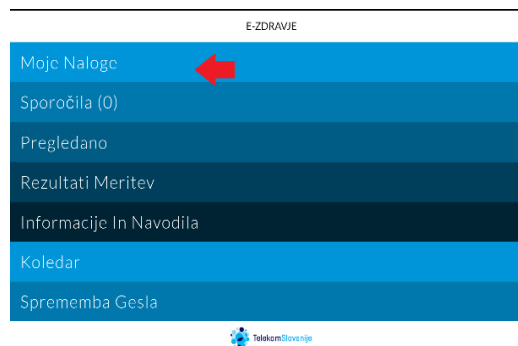 E-ZDRAVJE
Moje Naloge
Sporočila (0)
Pregledano
Rezultati Meritev
Informacije In Navodila
Koledar
Sprememba Gesla
TelekomSlovenije